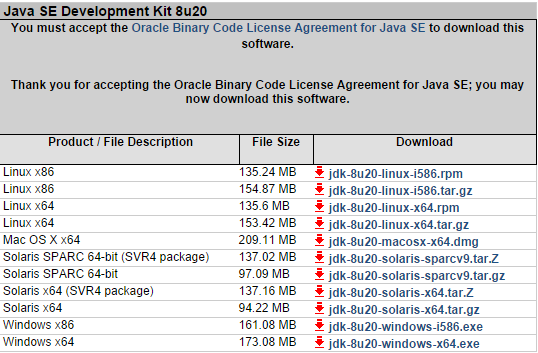 Java SE Development Kit 8u20
You must accept the Oracle Binary Code License Agreement for Java SE to download this
software.
Thank you for accepting the Oracle Binary Code License Agreement for Java SE; you may
now download this software.
Product / File Description File Size Download
Linux x86 135.24 MB jdk-8u20-linux-i586.rpm
Linux x86 154.87 MB jdk-8u20-linux-i586.tar.gz
Linux x64 135.6 MB jdk-8u20-linux-x64.rpm
Linux x64 153.42 MB jdk-8u20-linux-x64.tar.gz
Mac OS X x64 209.11 MB jdk-8u20-macosx-x64.dmg
Solaris SPARC 64-bit (SVR4 package) 137.02 MB jdk-8u20-solaris-sparcv9.tar.Z
Solaris SPARC 64-bit 97.09 MB jdk-8u20-solaris-sparcv9.tar.gz
Solaris x64 (SVR4 package) 137.16 MB jdk-8u20-solaris-x64.tar.Z
Solaris x64 94.22 MB jdk-8u20-solaris-x64.tar.gz
Windows x86 161.08 MB jdk-8u20-windows-i586.exe
Windows x64 173.08 MB jdk-8u20-windows-x64.exe